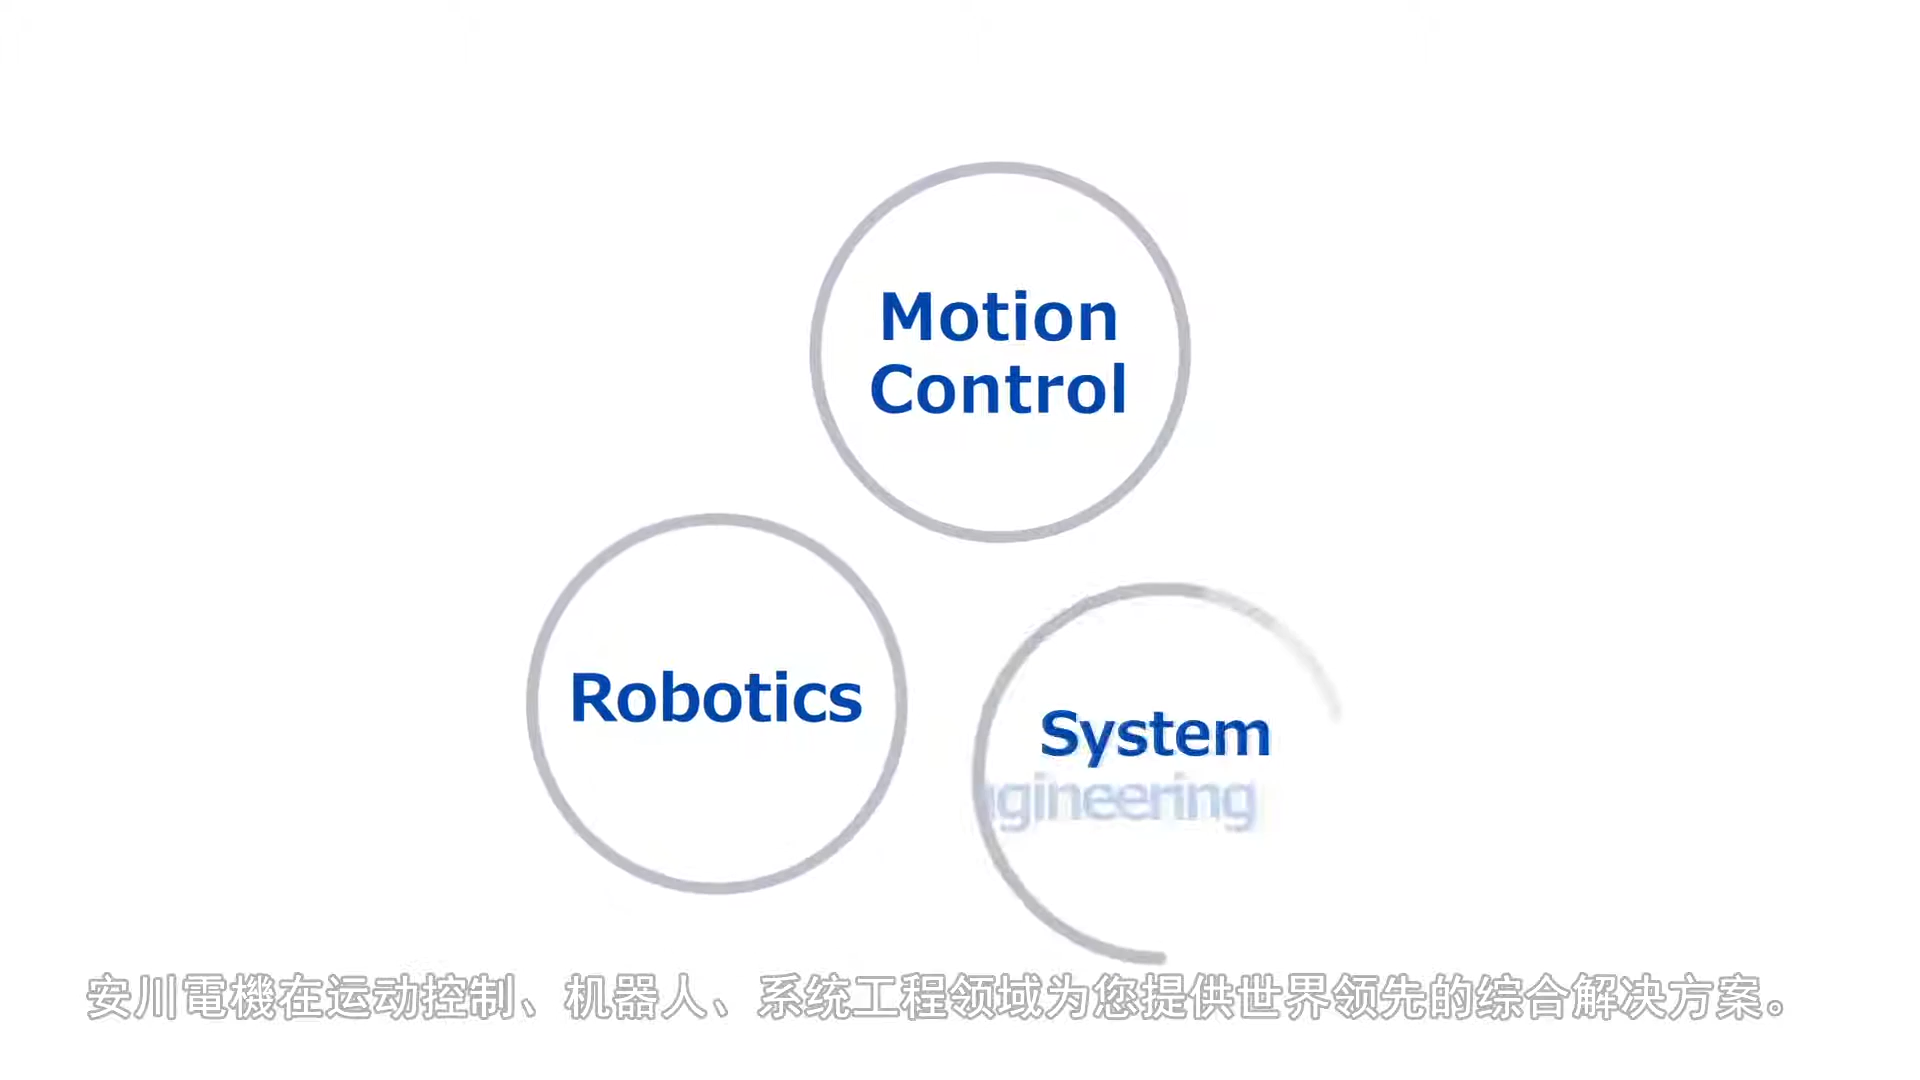 Motion
Control
Robotics
System
gineering
安川電機在运动控制、机器人、系统工程领域为您提供世界领先的综合解决方案。